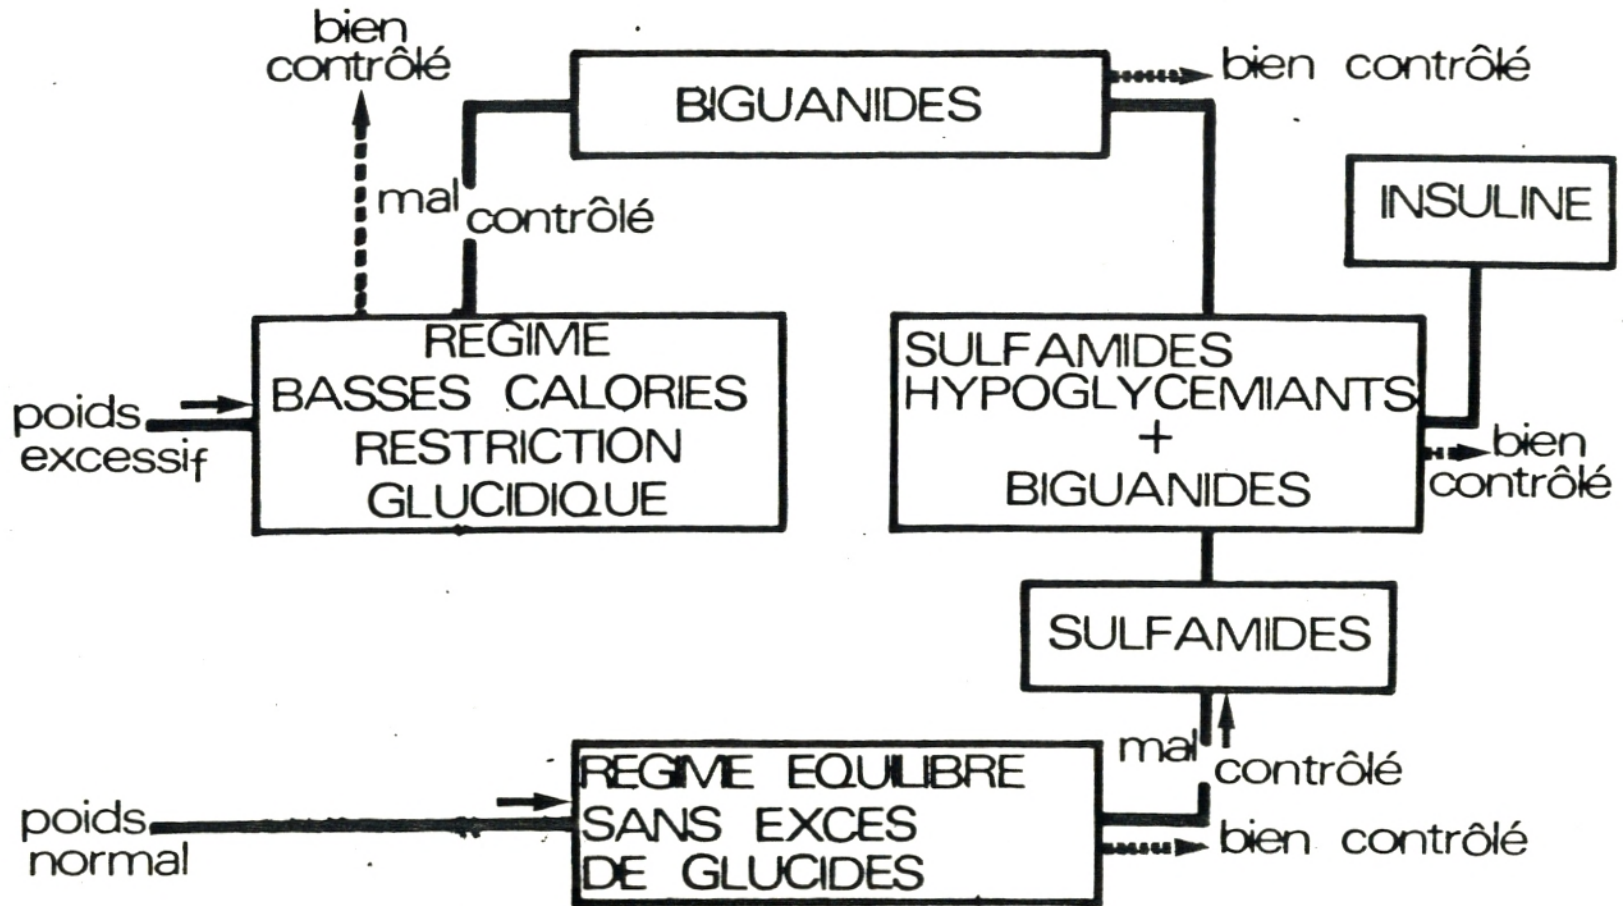 bien
contrôlé
BIGUANIDES
bien contrôlé
INSULINE
mal contrôlé
REGIME
BASSES CALORIES
RESTRICTION
GLUCIDIQUE
poids
excessif
SULFAMIDES
HYPOGLYCEMIANTS
+
BIGUANIDES
bien
contrôlé
SULFAMIDES
mal contrôlé
REGIME EQUILIBRE
SANS EXCES
DE GLUCIDES
poids
normal
bien contrôlé